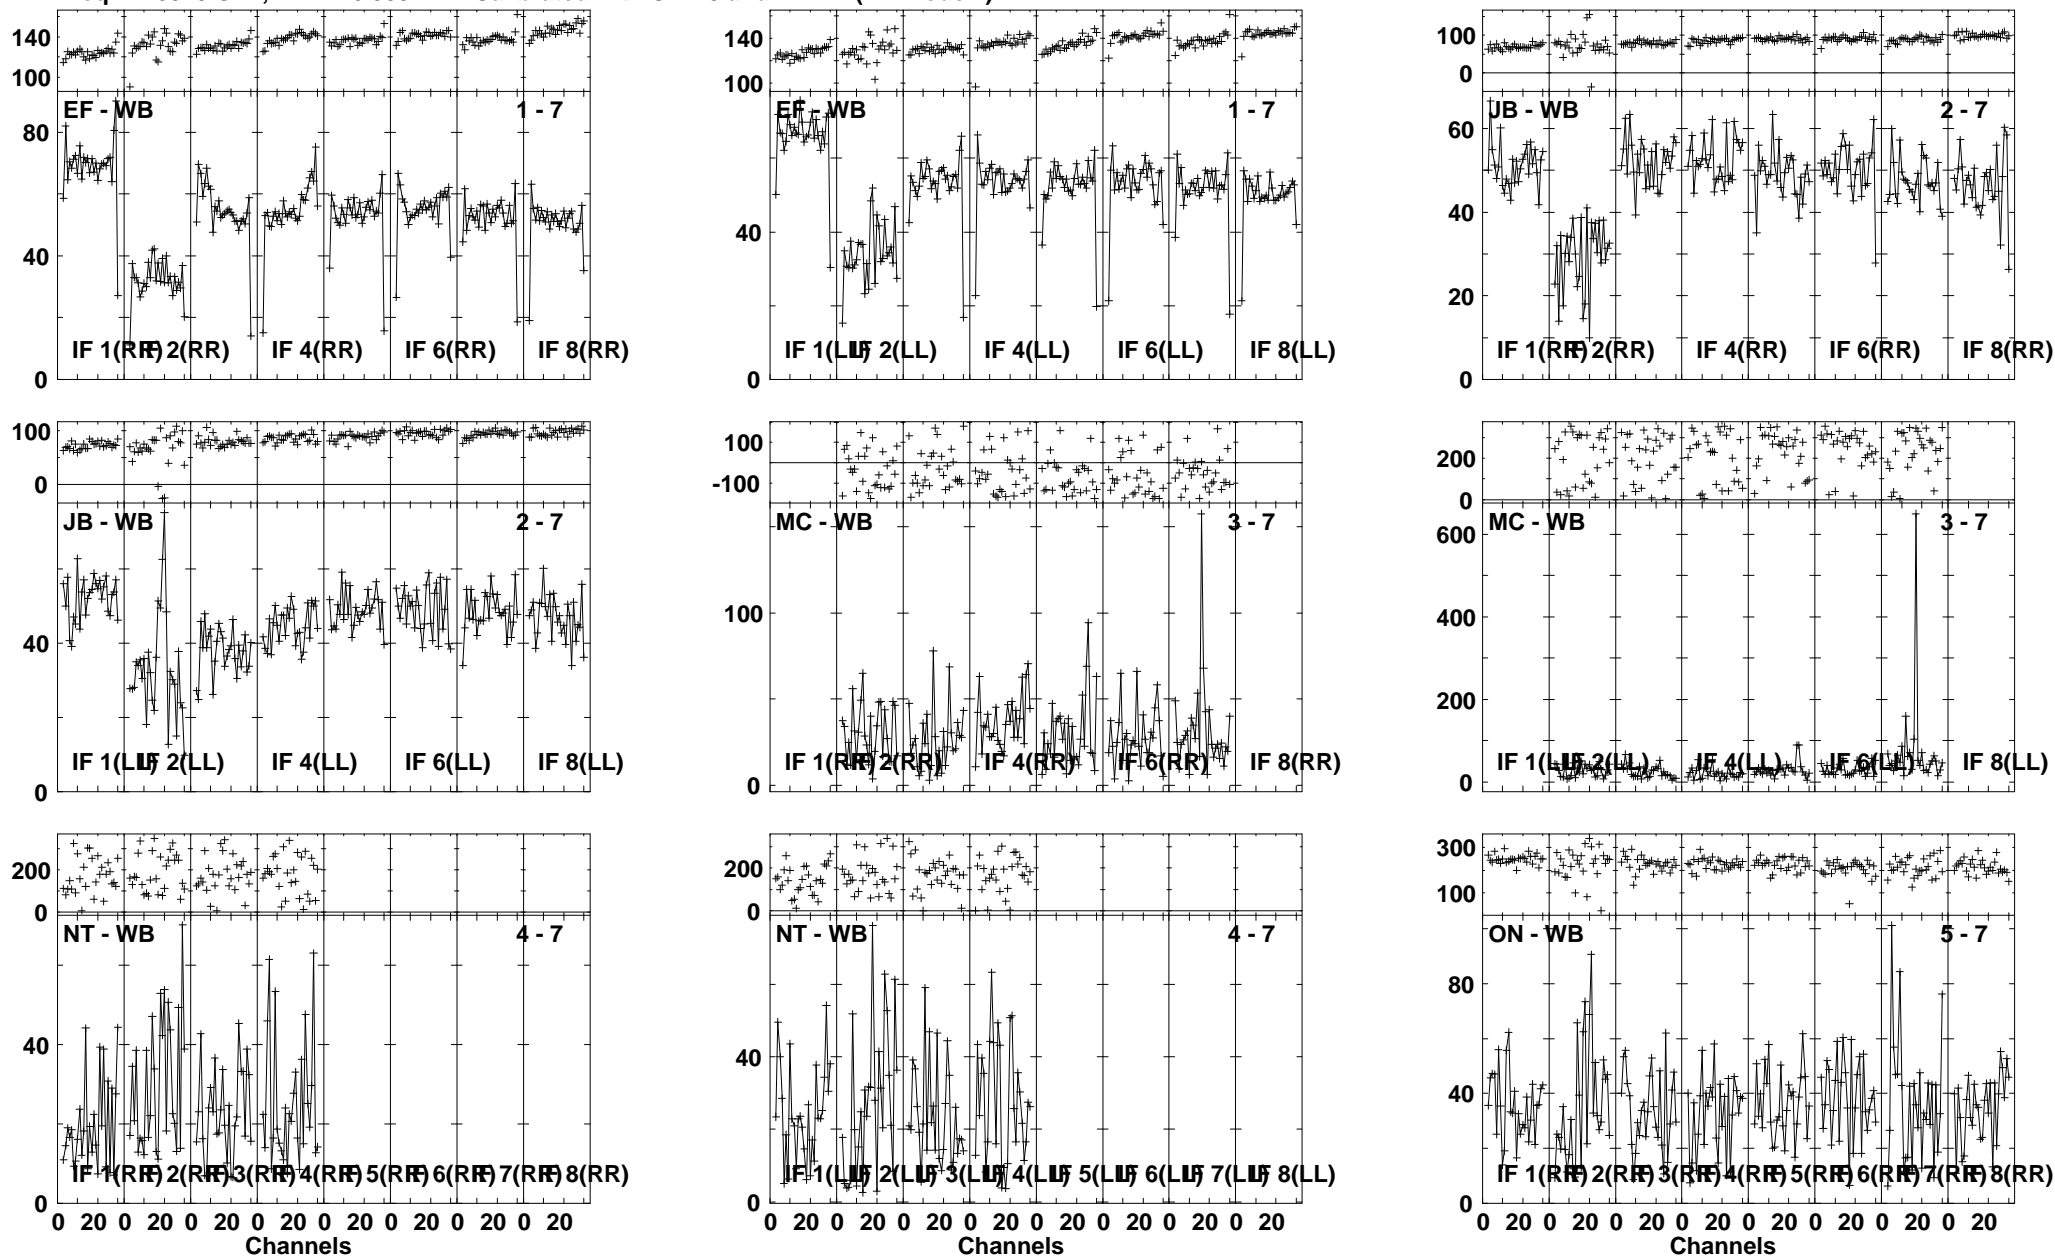 140
100
EF - WB 1 - 7
80
40
0
IF 1(RR) IF 2(RR) IF 4(RR) IF 6(RR) IF 8(RR)
140
100
EF - WB 1 - 7
40
0
IF 1(LL) IF 2(LL) IF 4(LL) IF 6(LL) IF 8(LL)
100
0
JB - WB 2 - 7
60
40
20
0
IF 1(RR) IF 2(RR) IF 4(RR) IF 6(RR) IF 8(RR)
100
0
JB - WB 2 - 7
40
0
IF 1(LL) IF 2(LL) IF 4(LL) IF 6(LL) IF 8(LL)
100
-100
MC - WB 3 - 7
100
0
IF 1(RR) IF 2(RR) IF 4(RR) IF 6(RR) IF 8(RR)
200
0
MC - WB 3 - 7
600
400
200
0
IF 1(LL) IF 2(LL) IF 4(LL) IF 6(LL) IF 8(LL)
200
0
NT - WB 4 - 7
40
0
IF 1(RR) IF 2(RR) IF 3(RR) IF 4(RR) IF 5(RR) IF 6(RR) IF 7(RR) IF 8(RR)
0 20 0 20 0 20 0 20 0 20 0 20 0 20 0 20
Channels
200
0
NT - WB 4 - 7
40
0
IF 1(LL) IF 2(LL) IF 3(LL) IF 4(LL) IF 5(LL) IF 6(LL) IF 7(LL) IF 8(LL)
0 20 0 20 0 20 0 20 0 20 0 20 0 20 0 20
Channels
300
100
ON - WB 5 - 7
80
40
0
IF 1(RR) IF 2(RR) IF 3(RR) IF 4(RR) IF 5(RR) IF 6(RR) IF 7(RR) IF 8(RR)
0 20 0 20 0 20 0 20 0 20 0 20 0 20 0 20
Channels